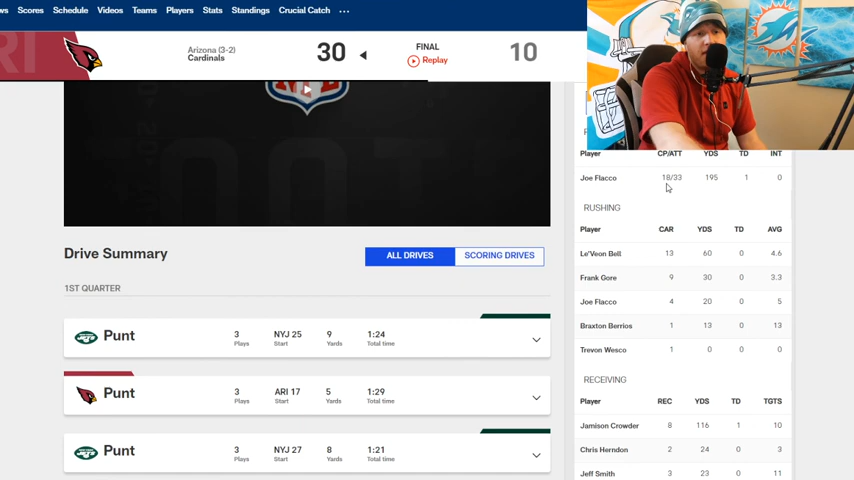 ws Scores Schedule Videos Teams Players Stats Standings Crucial Catch ...
Arizona (3-2)
Cardinals
30
FINAL
Replay
10
Player CP/ATT YDS TD INT
Joe Flacco 18/33 195 1 0
RUSHING
Player CAR YDS TD AVG
Le'Veon Bell 13 60 0 4.6
Frank Gore 9 30 0 3.3
Joe Flacco 4 20 0 5
Braxton Berrios 1 13 0 13
Trevon Wesco 1 0 0 0
RECEIVING
Player REC YDS TD TGTS
Jamison Crowder 8 116 1 10
Chris Herndon 2 24 0 3
Jeff Smith 3 23 0 11
Drive Summary
ALL DRIVES SCORING DRIVES
1ST QUARTER
Punt 3 NYJ 25 9 1:24
Plays Start Yards Total time
Punt 3 ARI 17 5 1:29
Plays Start Yards Total time
Punt 3 NYJ 27 8 1:21
Plays Start Yards Total time